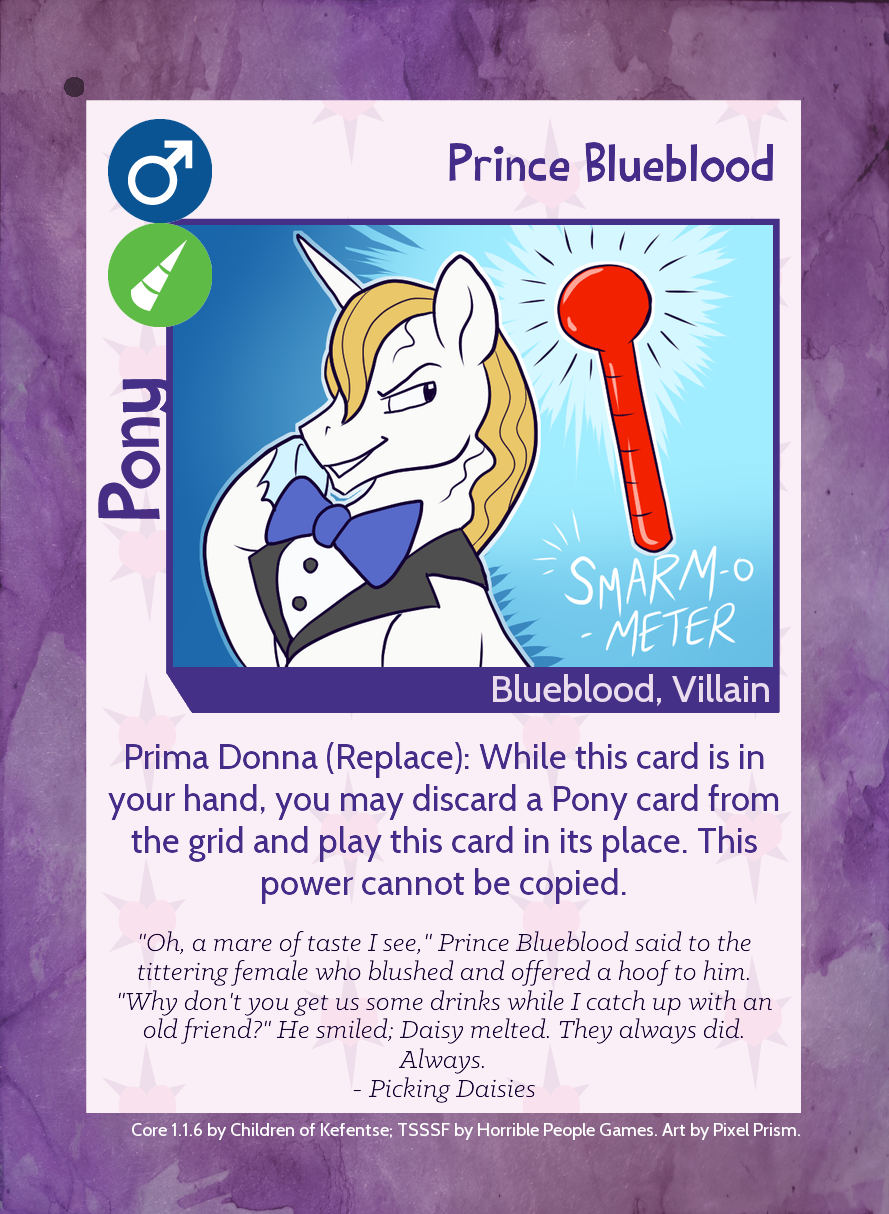 Prince Blueblood
Pony
SMARM-O
-METER
Blueblood, Villain
Prima Donna (Replace): While this card is in
your hand, you may discard a Pony card from
the grid and play this card in its place. This
power cannot be copied.
"Oh, a mare of taste I see," Prince Blueblood said to the
tittering female who blushed and offered a hoof to him.
"Why don't you get us some drinks while I catch up with an
old friend?" He smiled; Daisy melted. They always did.
Always.
- Picking Daisies
Core 1.1.6 by Children of Kefentse; TSSSF by Horrible People Games. Art by Pixel Prism.